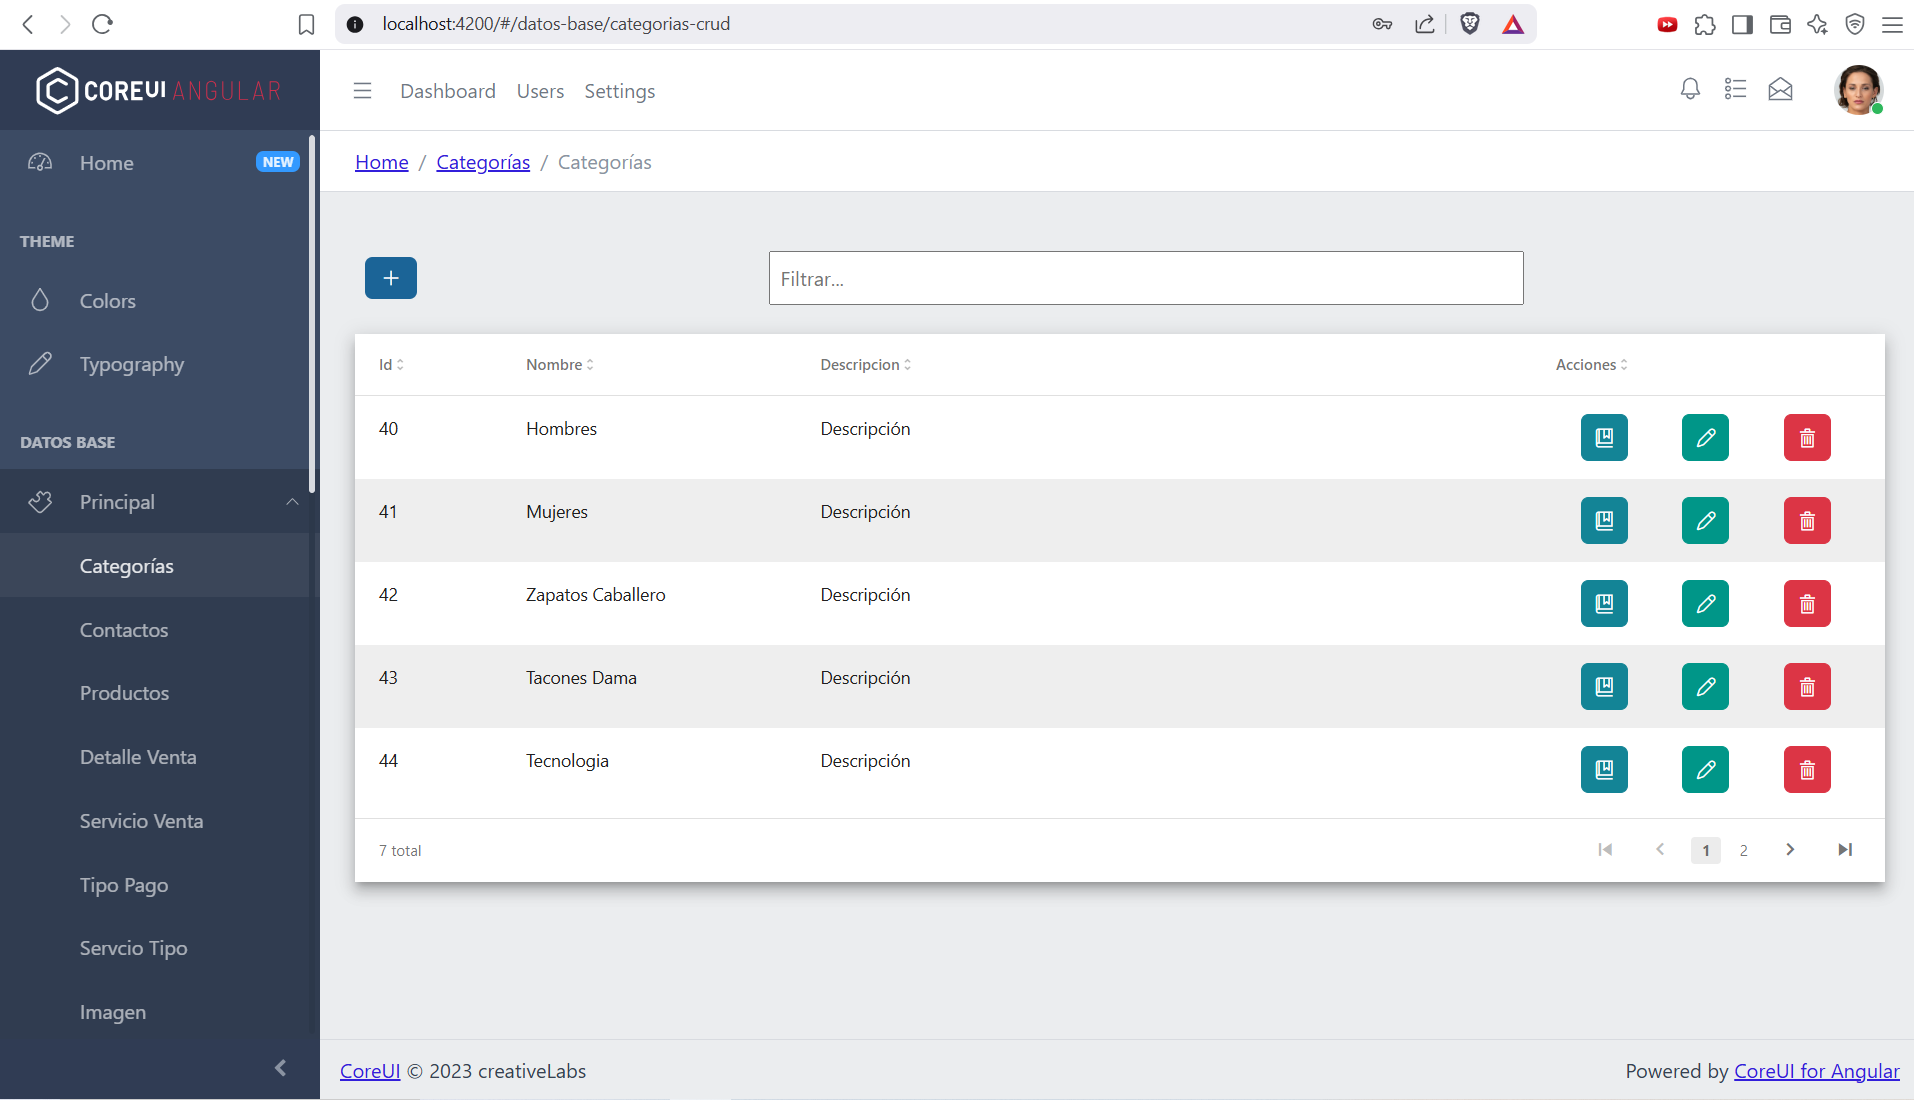 localhost:4200/#/datos-base/categorias-crud
COREUI ANGULAR
Dashboard Users Settings
Home NEW
Home / Categorías / Categorías
THEME
Colors
Typography
DATOS BASE
Principal
Categorías
Contactos
Productos
Detalle Venta
Servicio Venta
Tipo Pago
Servcio Tipo
Imagen
Filtrar...
Id Nombre Descripcion Acciones
40 Hombres Descripción
41 Mujeres Descripción
42 Zapatos Caballero Descripción
43 Tacones Dama Descripción
44 Tecnologia Descripción
7 total 1 2
CoreUI © 2023 creativeLabs Powered by CoreUI for Angular